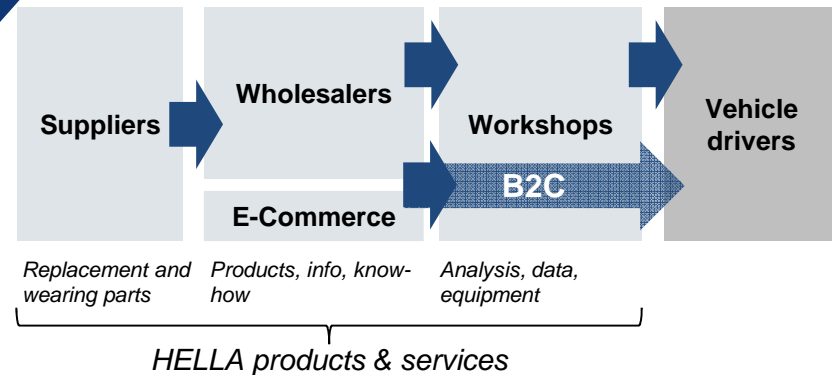 Suppliers
Wholesalers
E-Commerce
Workshops
B2C
Vehicle
drivers
Replacement and
wearing parts
Products, info, know-
how
Analysis, data,
equipment
HELLA products & services